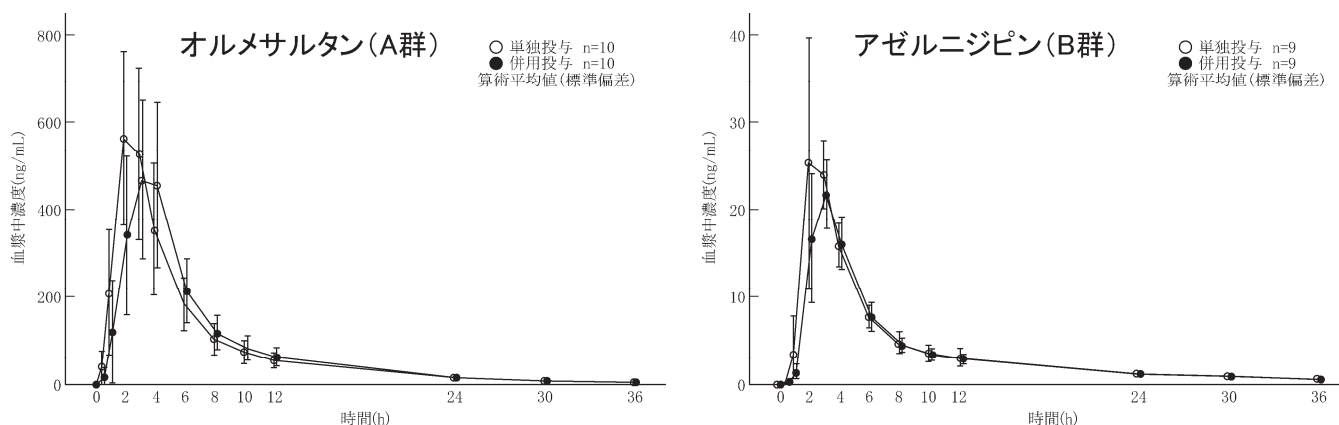 オルメサルタン(A群)
○ 単独投与 n=10
● 併用投与 n=10
算術平均値(標準偏差)
血漿中濃度(ng/mL)
800
600
400
200
0
0 2 4 6 8 10 12 24 30 36
時間(h)
アゼルニジピン(B群)
○ 単独投与 n=9
● 併用投与 n=9
算術平均値(標準偏差)
血漿中濃度(ng/mL)
40
30
20
10
0
0 2 4 6 8 10 12 24 30 36
時間(h)